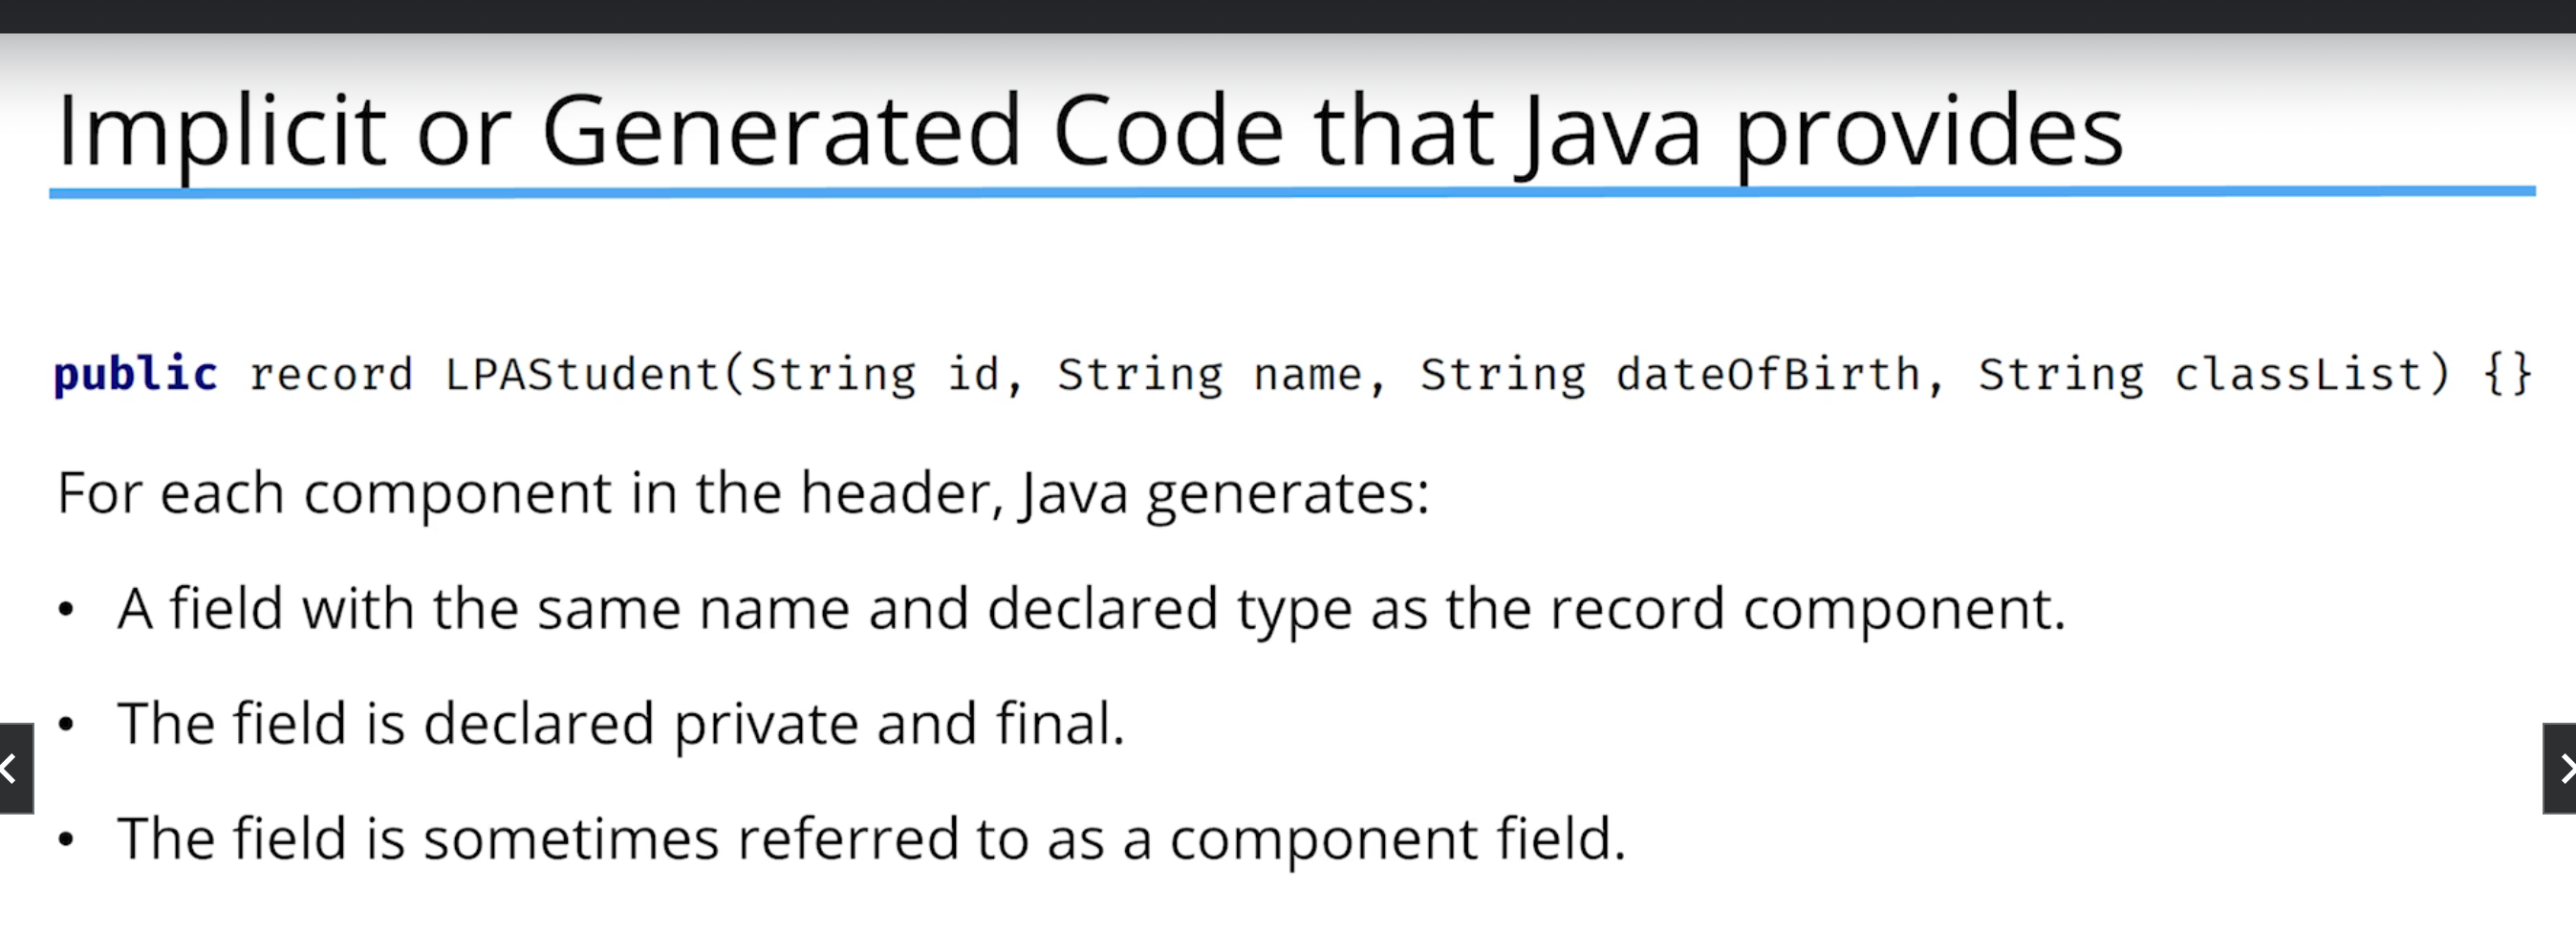 Implicit or Generated Code that Java provides
public record LPAStudent(String id, String name, String dateOfBirth, String classList) {}
For each component in the header, Java generates:
• A field with the same name and declared type as the record component.
• The field is declared private and final.
• The field is sometimes referred to as a component field.